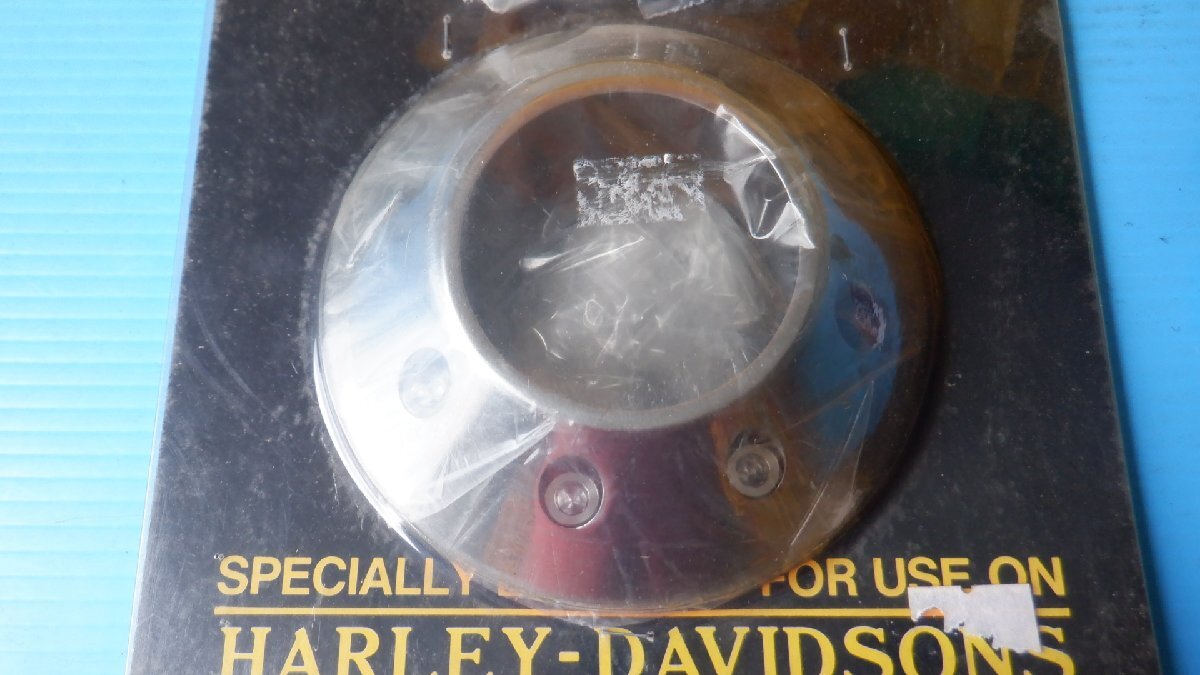 SPECIALLY FOR USE ON
HARLEY-DAVIDSONS